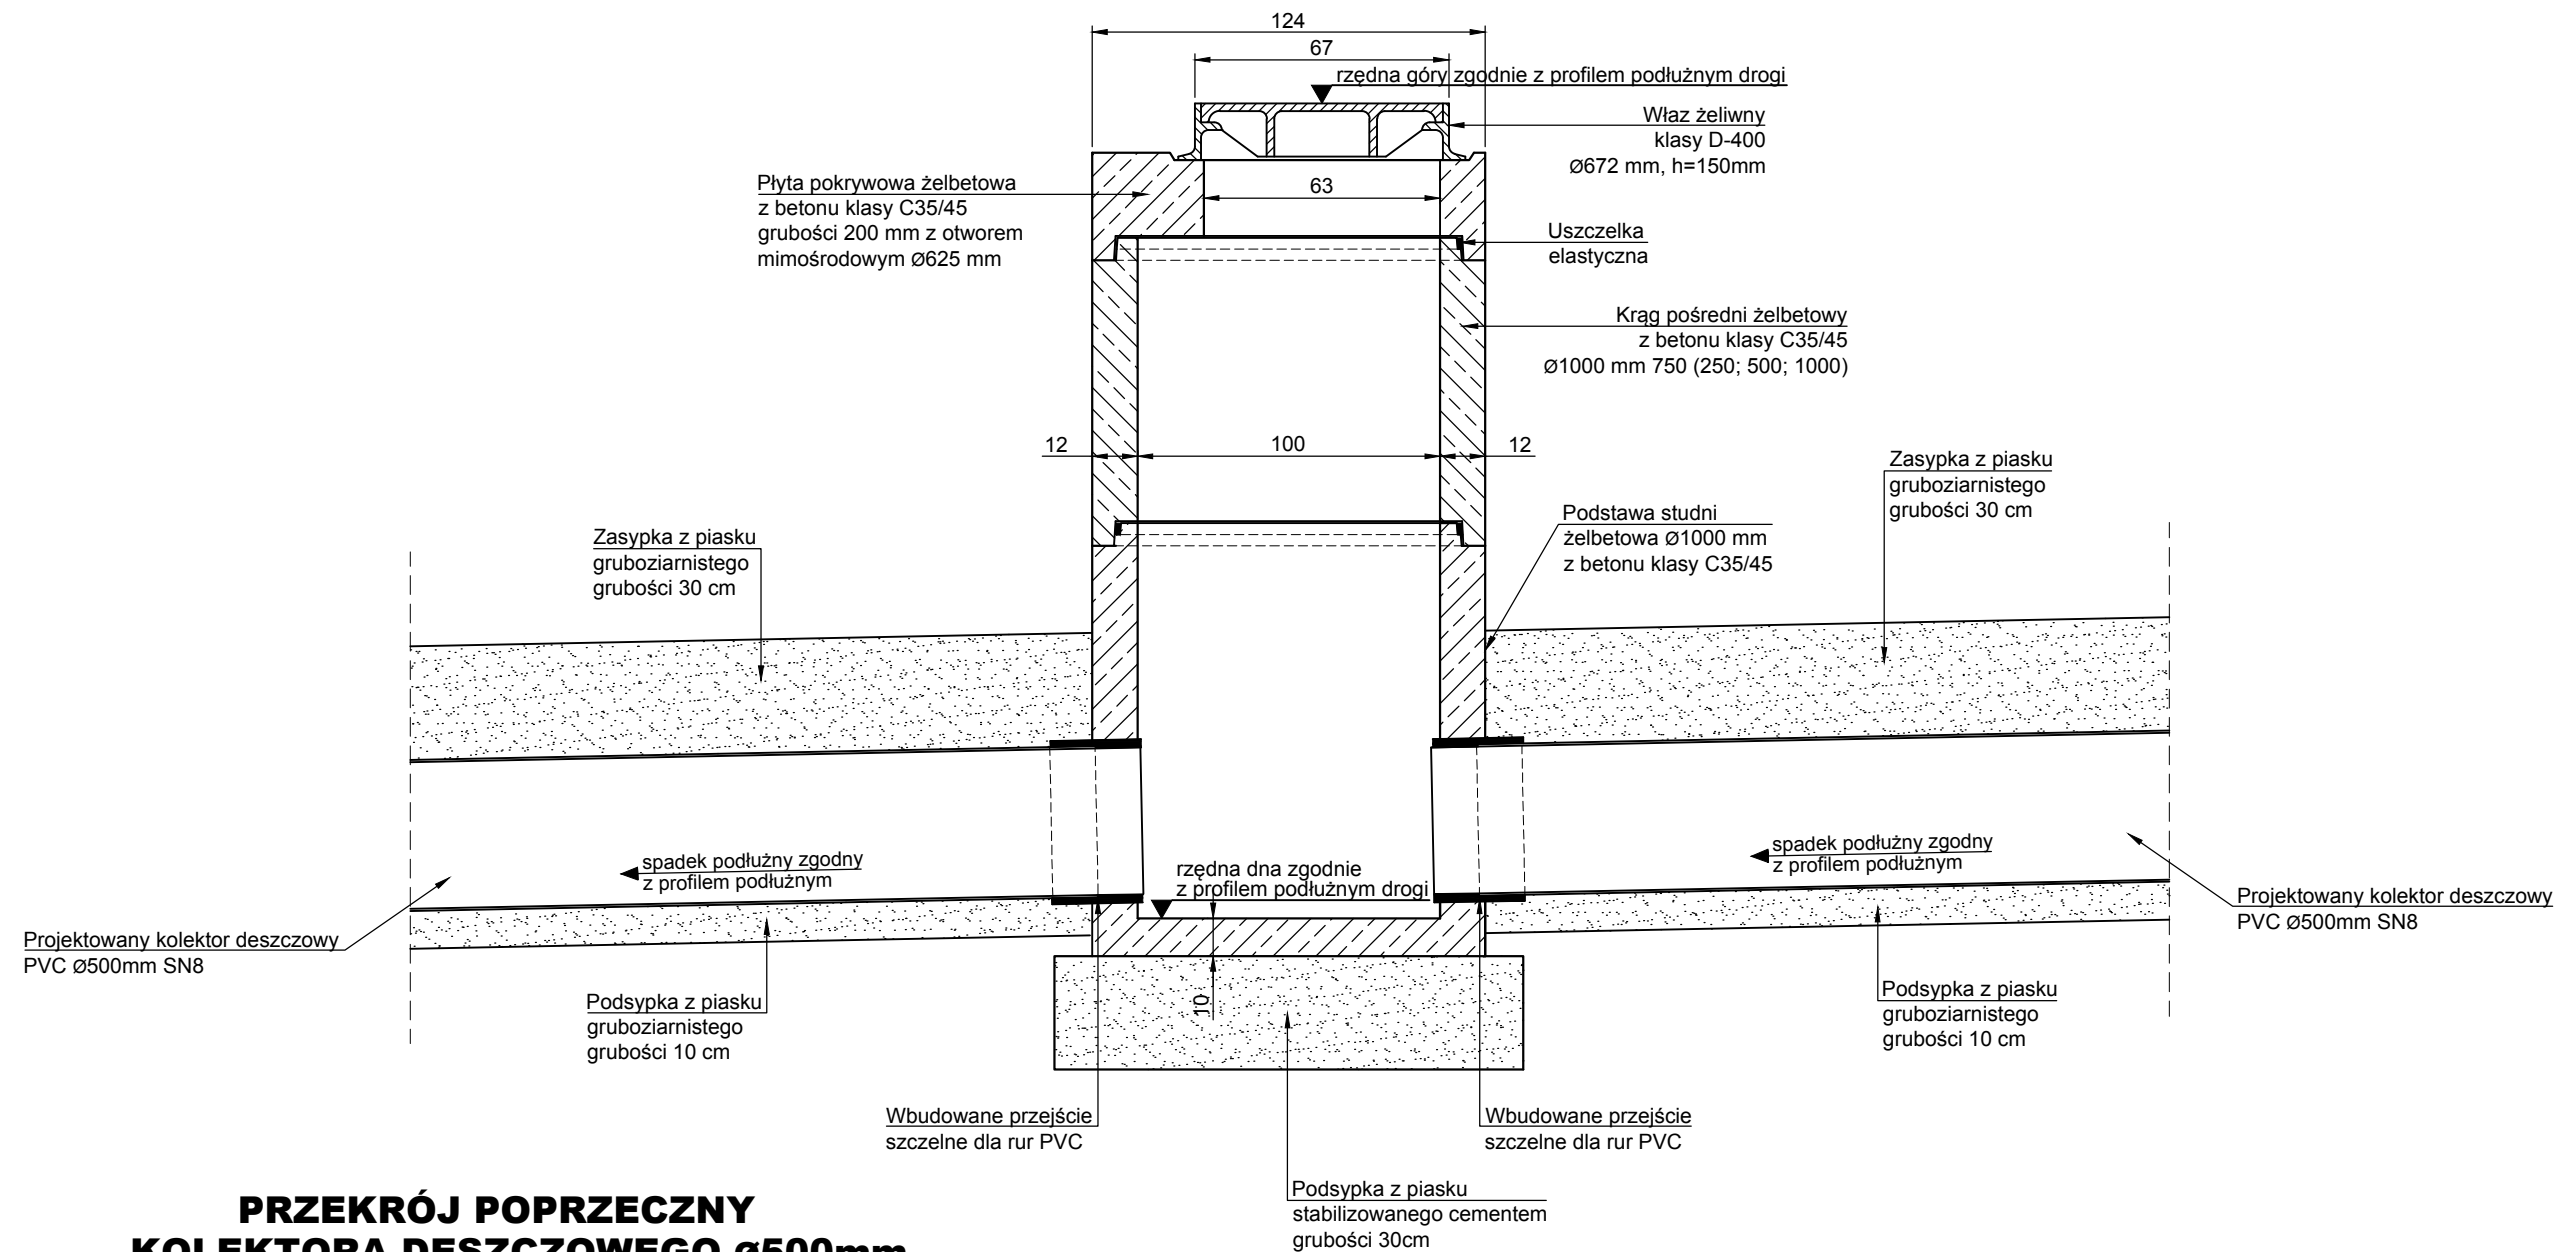 124
67
rzędna góry zgodnie z profilem podłużnym drogi
Właz żeliwny
klasy D-400
Ø672 mm, h=150mm
Płyta pokrywowa żelbetowa
z betonu klasy C35/45
grubości 200 mm z otworem
mimośrodowym Ø625 mm
63
Uszczelka
elastyczna
Krąg pośredni żelbetowy
z betonu klasy C35/45
Ø1000 mm 750 (250; 500; 1000)
12
100
12
Zasypka z piasku
gruboziarnistego
grubości 30 cm
Podstawa studni
żelbetowa Ø1000 mm
z betonu klasy C35/45
Zasypka z piasku
gruboziarnistego
grubości 30 cm
spadek podłużny zgodny
z profilem podłużnym
rzędna dna zgodnie
z profilem podłużnym drogi
spadek podłużny zgodny
z profilem podłużnym
Projektowany kolektor deszczowy
PVC Ø500mm SN8
Projektowany kolektor deszczowy
PVC Ø500mm SN8
10
Podsypka z piasku
gruboziarnistego
grubości 10 cm
Podsypka z piasku
gruboziarnistego
grubości 10 cm
Wbudowane przejście
szczelne dla rur PVC
Wbudowane przejście
szczelne dla rur PVC
Podsypka z piasku
stabilizowanego cementem
grubości 30cm
PRZEKRÓJ POPRZECZNY
KOLEKTORA DESZCZOWEGO Ø500mm